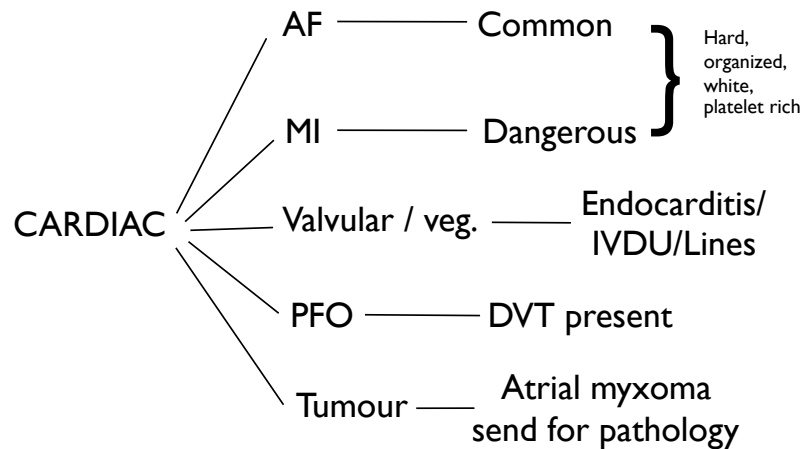 AF
Common
Hard,
organized,
white,
platelet rich
MI
Dangerous
CARDIAC
Valvular / veg.
Endocarditis/
IVDU/Lines
PFO
DVT present
Tumour
Atrial myxoma
send for pathology